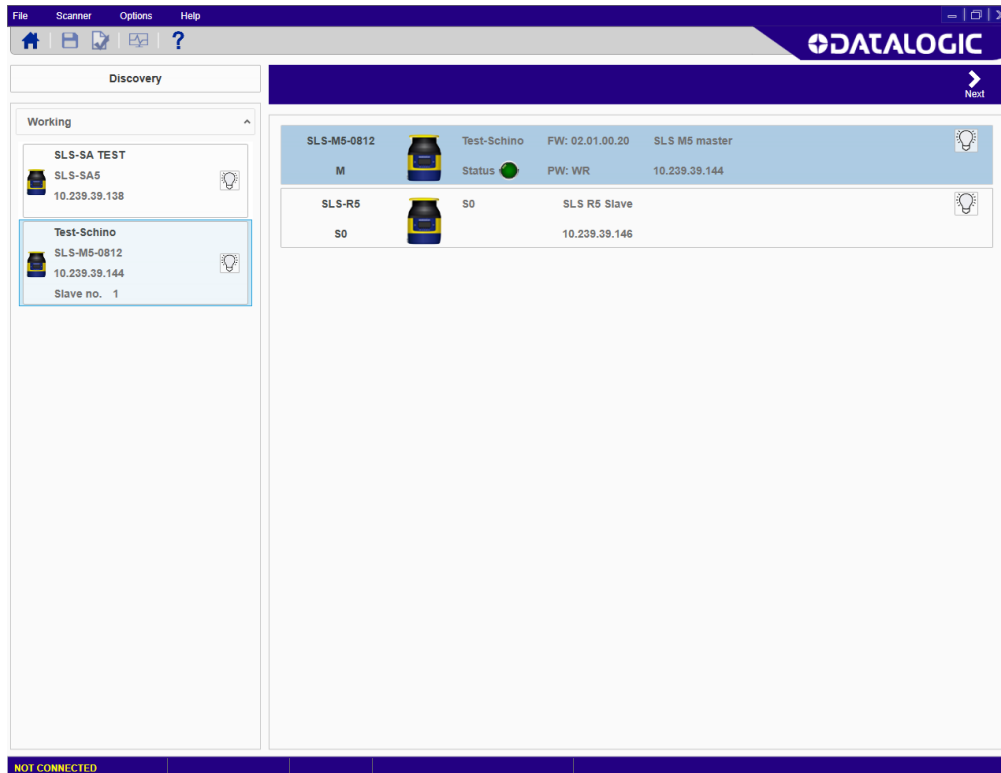 File Scanner Options Help
DATALOGIC
Discovery
Next
Working
SLS-SA TEST
SLS-SA5
10.239.39.138
Test-Schino
SLS-M5-0812
10.239.39.144
Slave no. 1
SLS-M5-0812 Test-Schino FW: 02.01.00.20 SLS M5 master
M Status PW: WR 10.239.39.144
SLS-R5 S0 SLS R5 Slave
S0 10.239.39.146
NOT CONNECTED